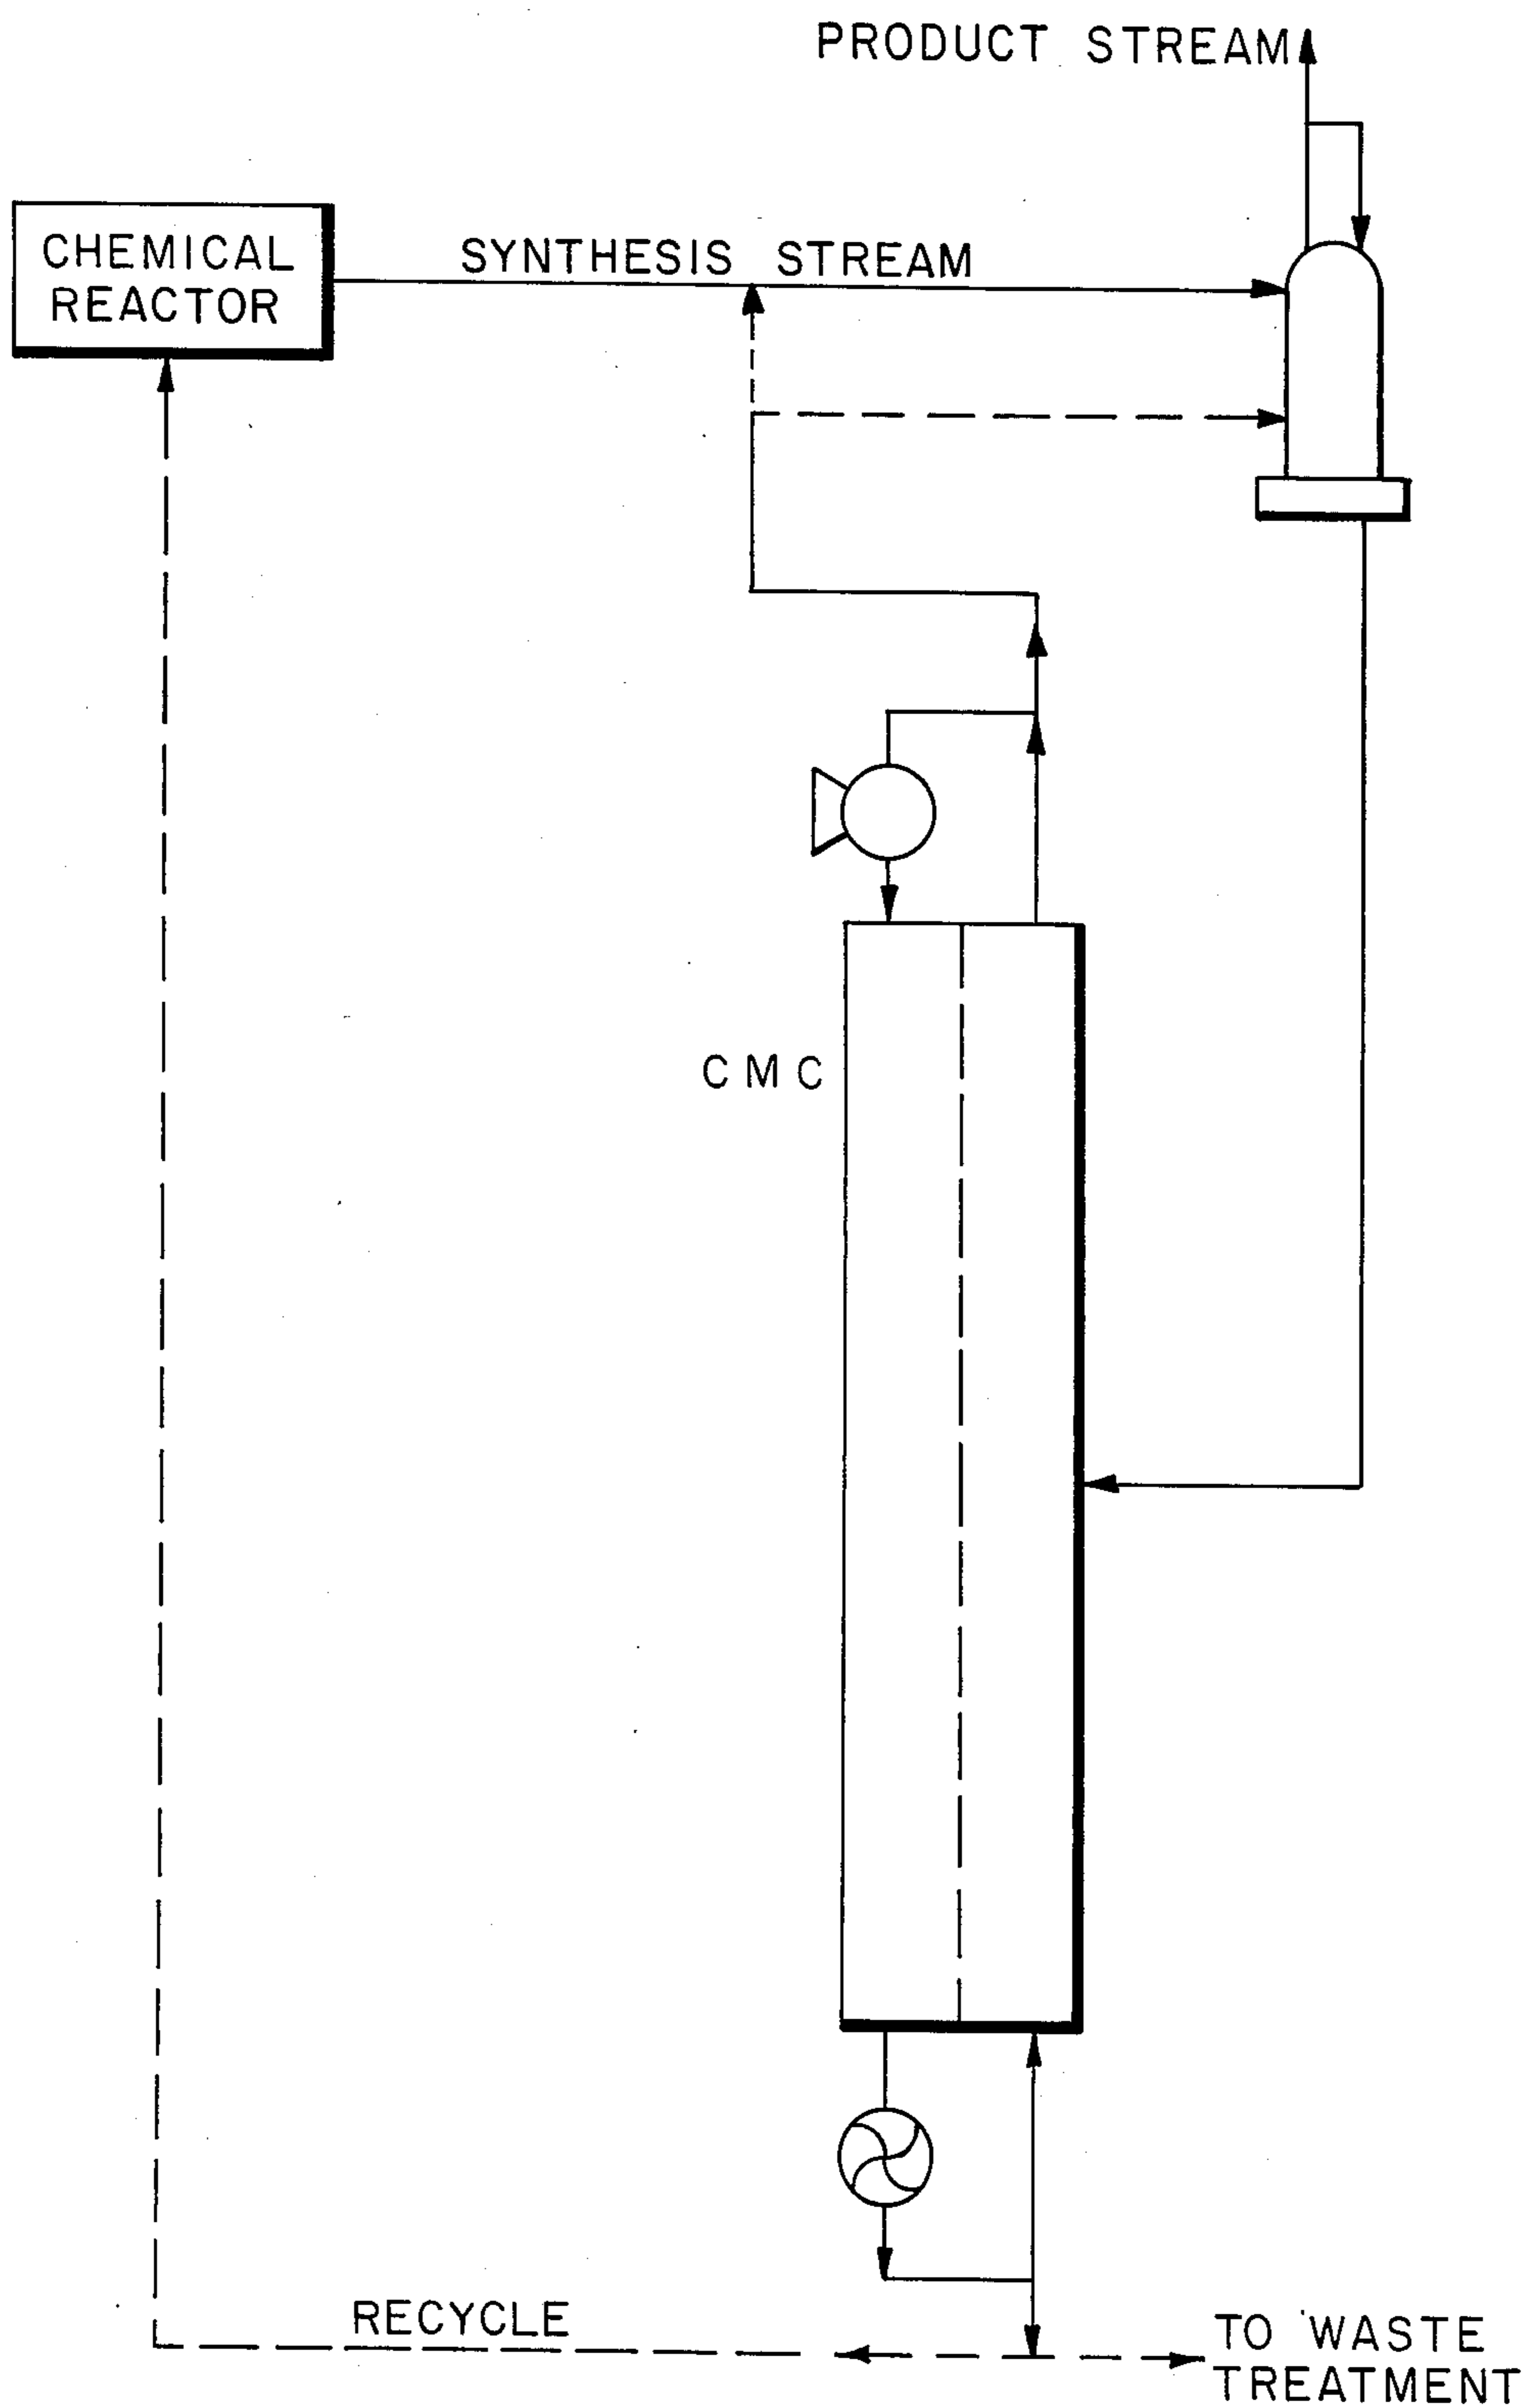 PRODUCT STREAM
CHEMICAL
REACTOR
SYNTHESIS STREAM
CMC
RECYCLE
TO WASTE
TREATMENT